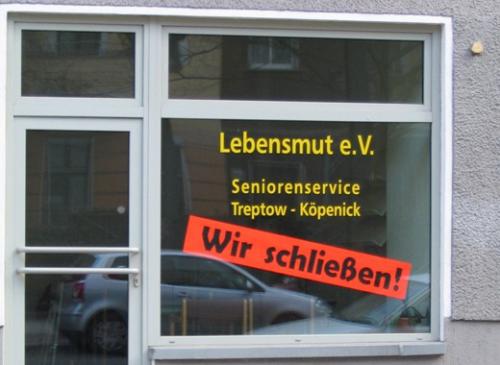 Lebensmut e.V.
Seniorenservice
Treptow - Köpenick
Wir schließen!